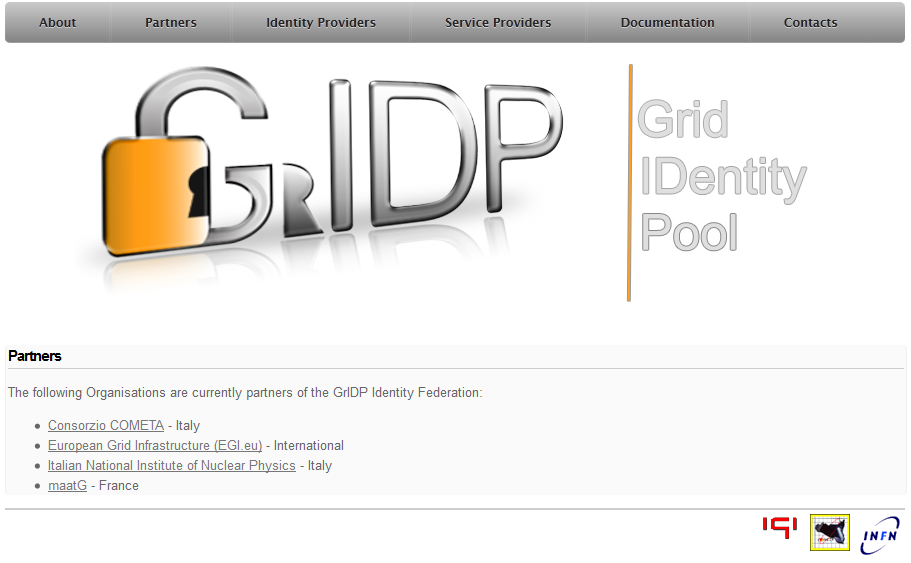 About Partners Identity Providers Service Providers Documentation Contacts
GrIDP
Grid
IDentity
Pool
Partners
The following Organisations are currently partners of the GrIDP Identity Federation:
Consorzio COMETA - Italy
European Grid Infrastructure (EGI.eu) - International
Italian National Institute of Nuclear Physics - Italy
maatG - France
INFN